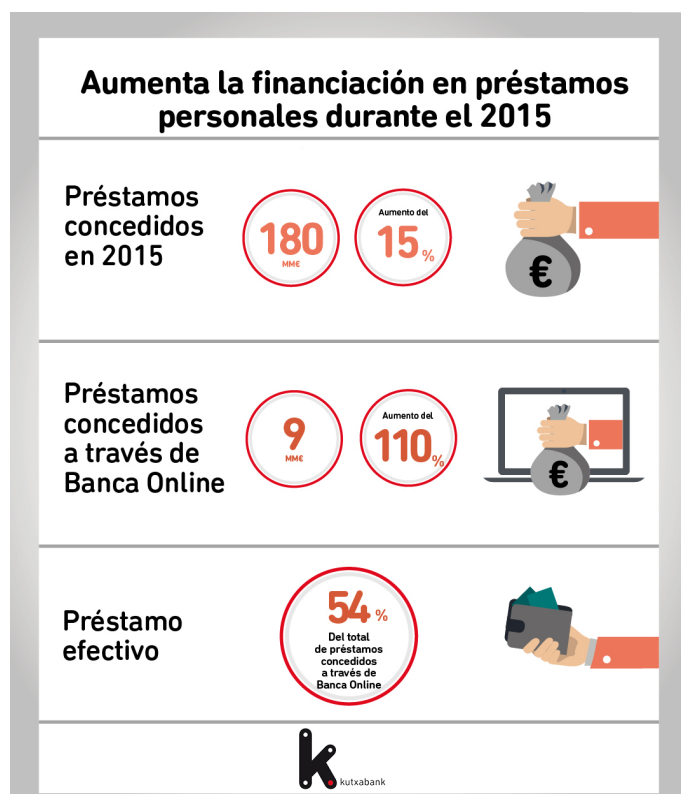 Aumenta la financiación en préstamos
personales durante el 2015
Préstamos
concedidos
en 2015
180
MM€
Aumento del
15 %
€
Préstamos
concedidos
a través de
Banca Online
9
MM€
Aumento del
110 %
€
Préstamo
efectivo
54 %
Del total
de préstamos
concedidos
a través de
Banca Online
k
kutxabank